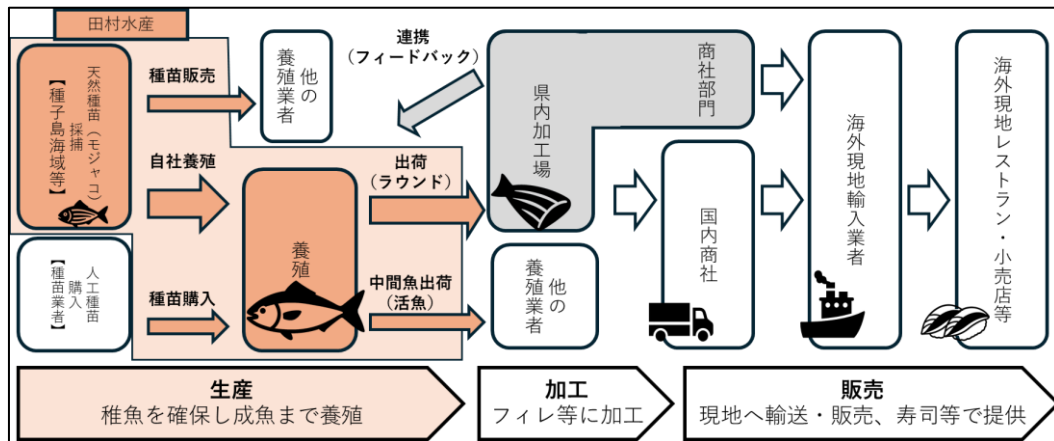 田村水産
天然種苗（モジャコ）
採捕
【種子島海域等】
種苗販売
他の
養殖業者
自社養殖
人工種苗
購入
【種苗業者】
種苗購入
養殖
連携
（フィードバック）
出荷
（ラウンド）
中間魚出荷
（活魚）
商社部門
県内加工場
他の
養殖業者
国内商社
海外現地輸入業者
海外現地レストラン・小売店等
生産
稚魚を確保し成魚まで養殖
加工
フィレ等に加工
販売
現地へ輸送・販売、寿司等で提供